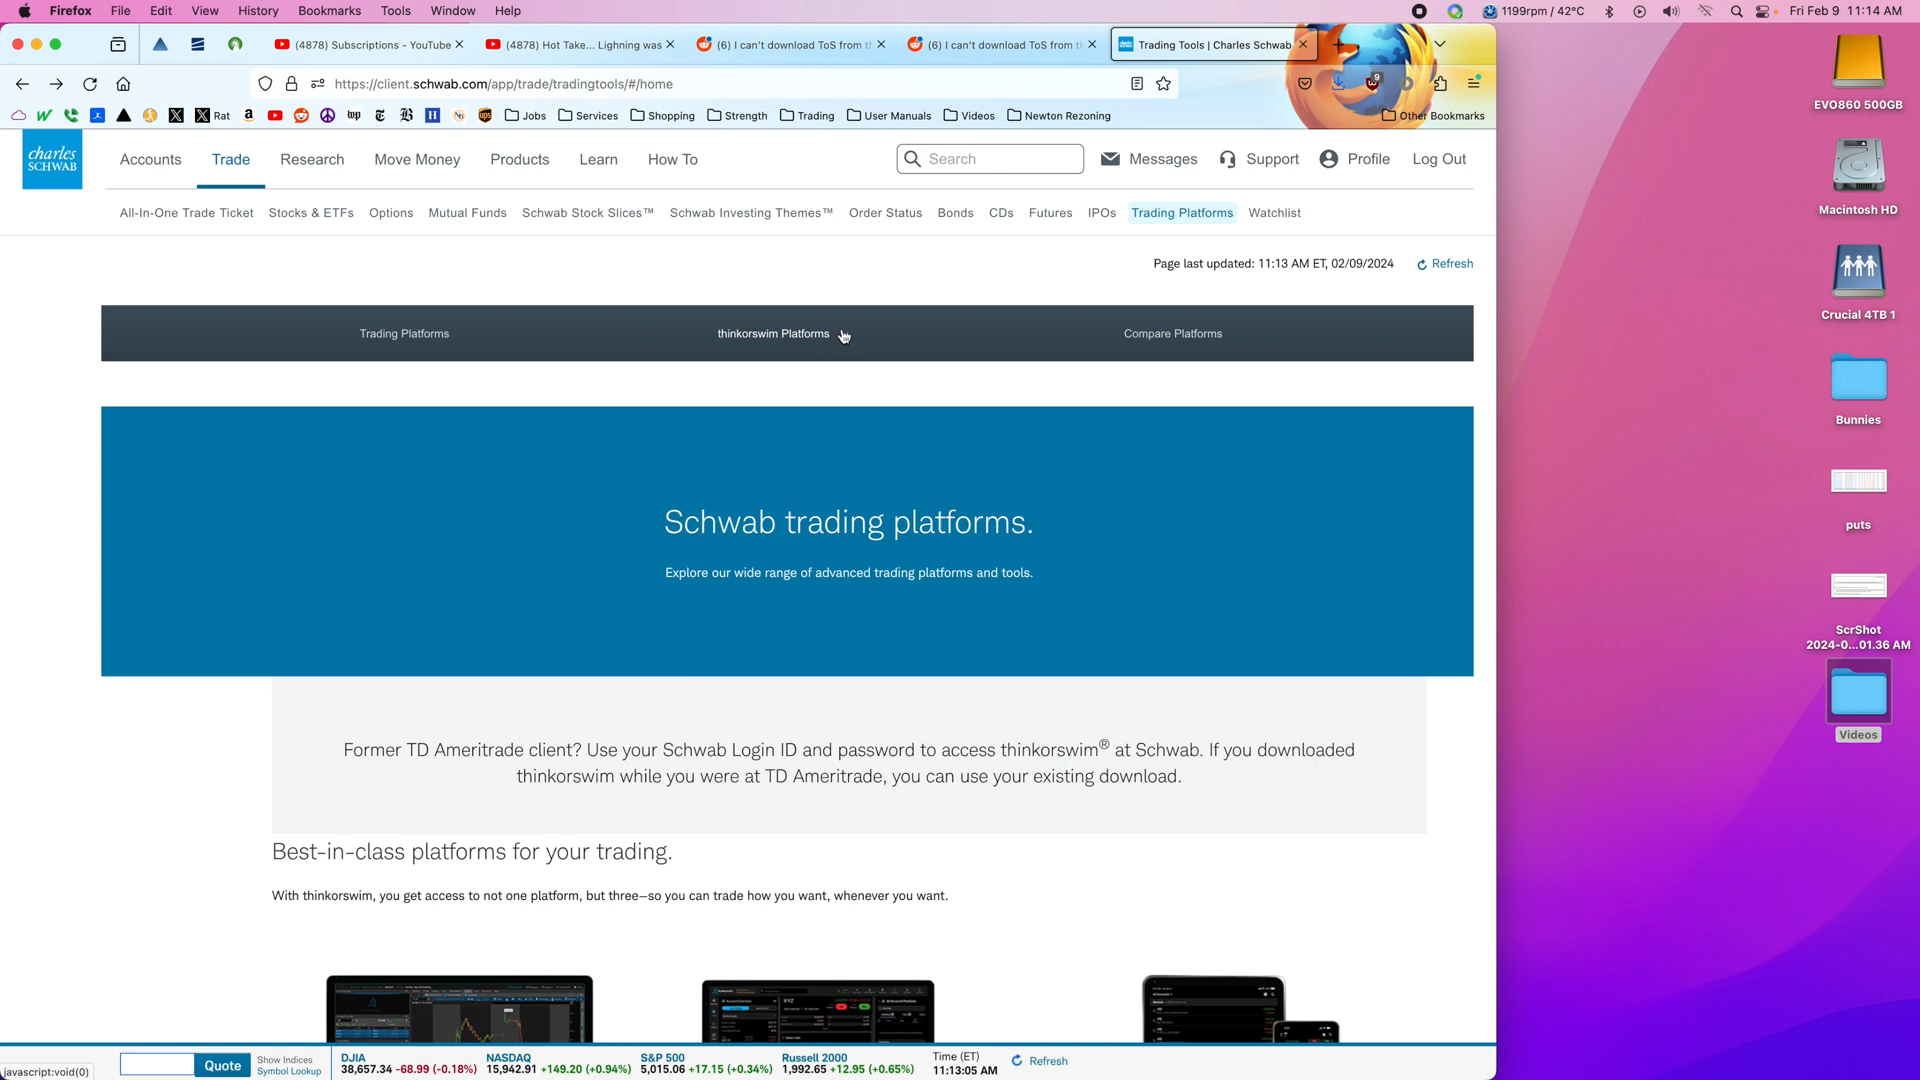 Firefox File Edit View History Bookmarks Tools Window Help 1199rpm / 42°C Fri Feb 9 11:14 AM
(4878) Subscriptions - YouTube (4878) Hot Take... Lighning was (6) I can't download ToS from t (6) I can't download ToS from t Trading Tools | Charles Schwab
https://client.schwab.com/app/trade/tradingtools/#/home 9
Rat Jobs Services Shopping Strength Trading User Manuals Videos Newton Rezoning Other Bookmarks
charles SCHWAB
Accounts Trade Research Move Money Products Learn How To Search Messages Support Profile Log Out
All-In-One Trade Ticket Stocks & ETFs Options Mutual Funds Schwab Stock Slices™ Schwab Investing Themes™ Order Status Bonds CDs Futures IPOs Trading Platforms Watchlist
Page last updated: 11:13 AM ET, 02/09/2024 Refresh
Trading Platforms thinkorswim Platforms Compare Platforms
Schwab trading platforms.
Explore our wide range of advanced trading platforms and tools.
Former TD Ameritrade client? Use your Schwab Login ID and password to access thinkorswim® at Schwab. If you downloaded
thinkorswim while you were at TD Ameritrade, you can use your existing download.
Best-in-class platforms for your trading.
With thinkorswim, you get access to not one platform, but three—so you can trade how you want, whenever you want.
XYZ
javascript:void(0)
Quote
Show Indices
Symbol Lookup
DJIA
38,657.34 -68.99 (-0.18%)
NASDAQ
15,942.91 +149.20 (+0.94%)
S&P 500
5,015.06 +17.15 (+0.34%)
Russell 2000
1,992.65 +12.95 (+0.65%)
Time (ET)
11:13:05 AM
Refresh
EVO860 500GB
Macintosh HD
Crucial 4TB 1
Bunnies
puts
ScrShot
2024-0...01.36 AM
Videos